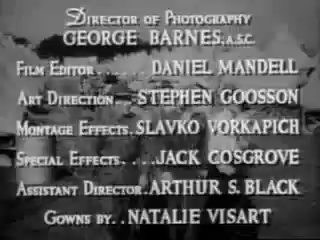 DIRECTOR OF PHOTOGRAPHY
GEORGE BARNES, A.S.C.
FILM EDITOR...... DANIEL MANDELL
ART DIRECTION... STEPHEN GOOSSON
MONTAGE EFFECTS. SLAVKO VORKAPICH
SPECIAL EFFECTS.... JACK COSGROVE
ASSISTANT DIRECTOR. ARTHUR S. BLACK
GOWNS BY.. NATALIE VISART